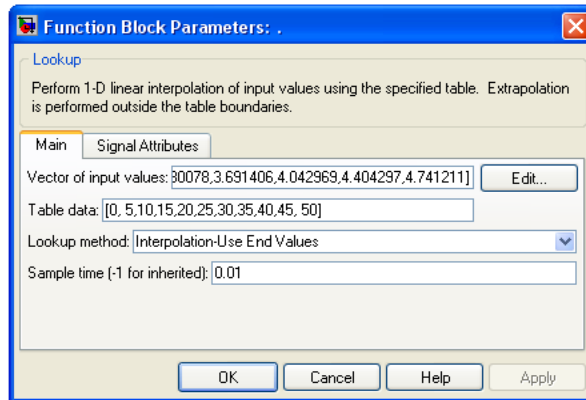 Function Block Parameters: .
Lookup
Perform 1-D linear interpolation of input values using the specified table. Extrapolation
is performed outside the table boundaries.
Main Signal Attributes
Vector of input values: 30078,3.691406,4.042969,4.404297,4.741211] Edit...
Table data: [0, 5,10,15,20,25,30,35,40,45, 50]
Lookup method: Interpolation-Use End Values
Sample time (-1 for inherited): 0.01
OK Cancel Help Apply